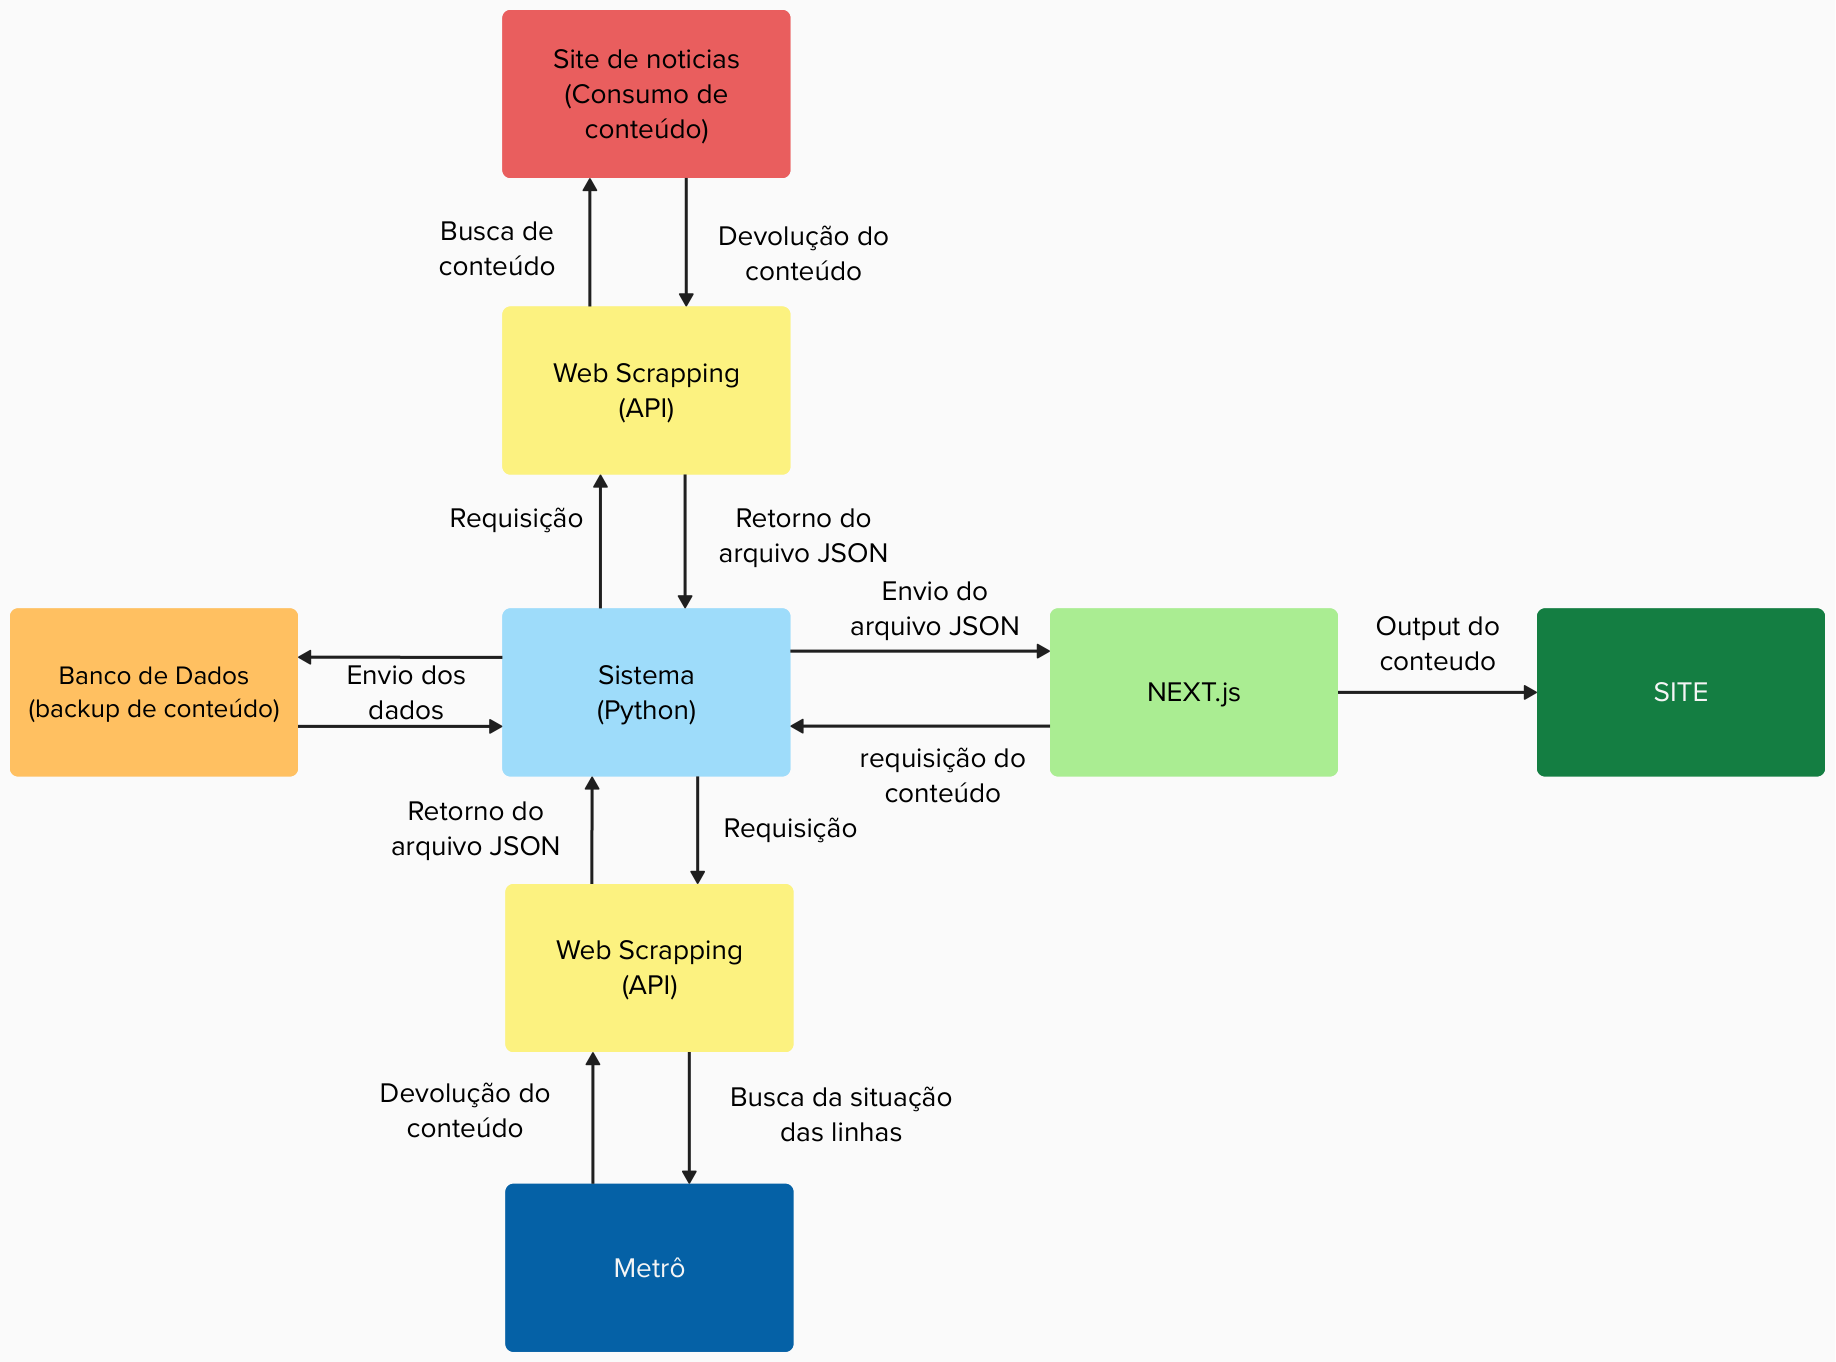 Site de noticias
(Consumo de
conteúdo)
Busca de
conteúdo
Devolução do
conteúdo
Web Scrapping
(API)
Requisição
Retorno do
arquivo JSON
Envio do
arquivo JSON
Banco de Dados
(backup de conteúdo)
Envio dos
dados
Sistema
(Python)
NEXT.js
Output do
conteudo
SITE
requisição do
conteúdo
Retorno do
arquivo JSON
Requisição
Web Scrapping
(API)
Devolução do
conteúdo
Busca da situação
das linhas
Metrô